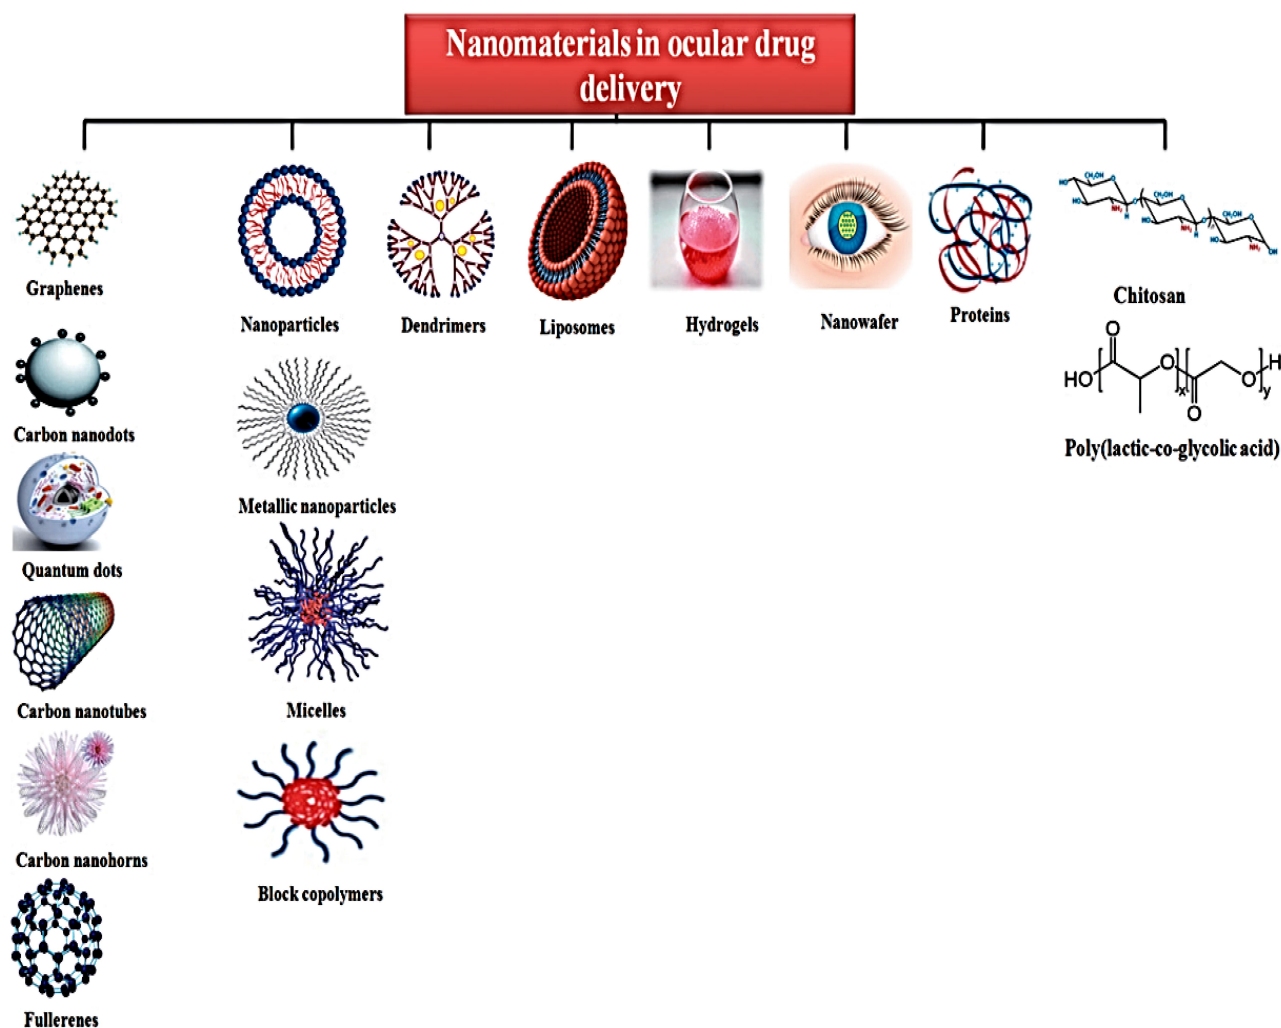 Nanomaterials in ocular drug
delivery
Graphenes
Carbon nanodots
Quantum dots
Carbon nanotubes
Carbon nanohorns
Fullerenes
Nanoparticles
Metallic nanoparticles
Micelles
Block copolymers
Dendrimers
Liposomes
Hydrogels
Nanowafer
Proteins
Chitosan
HO
O
O
x
O
O
H
y
Poly(lactic-co-glycolic acid)